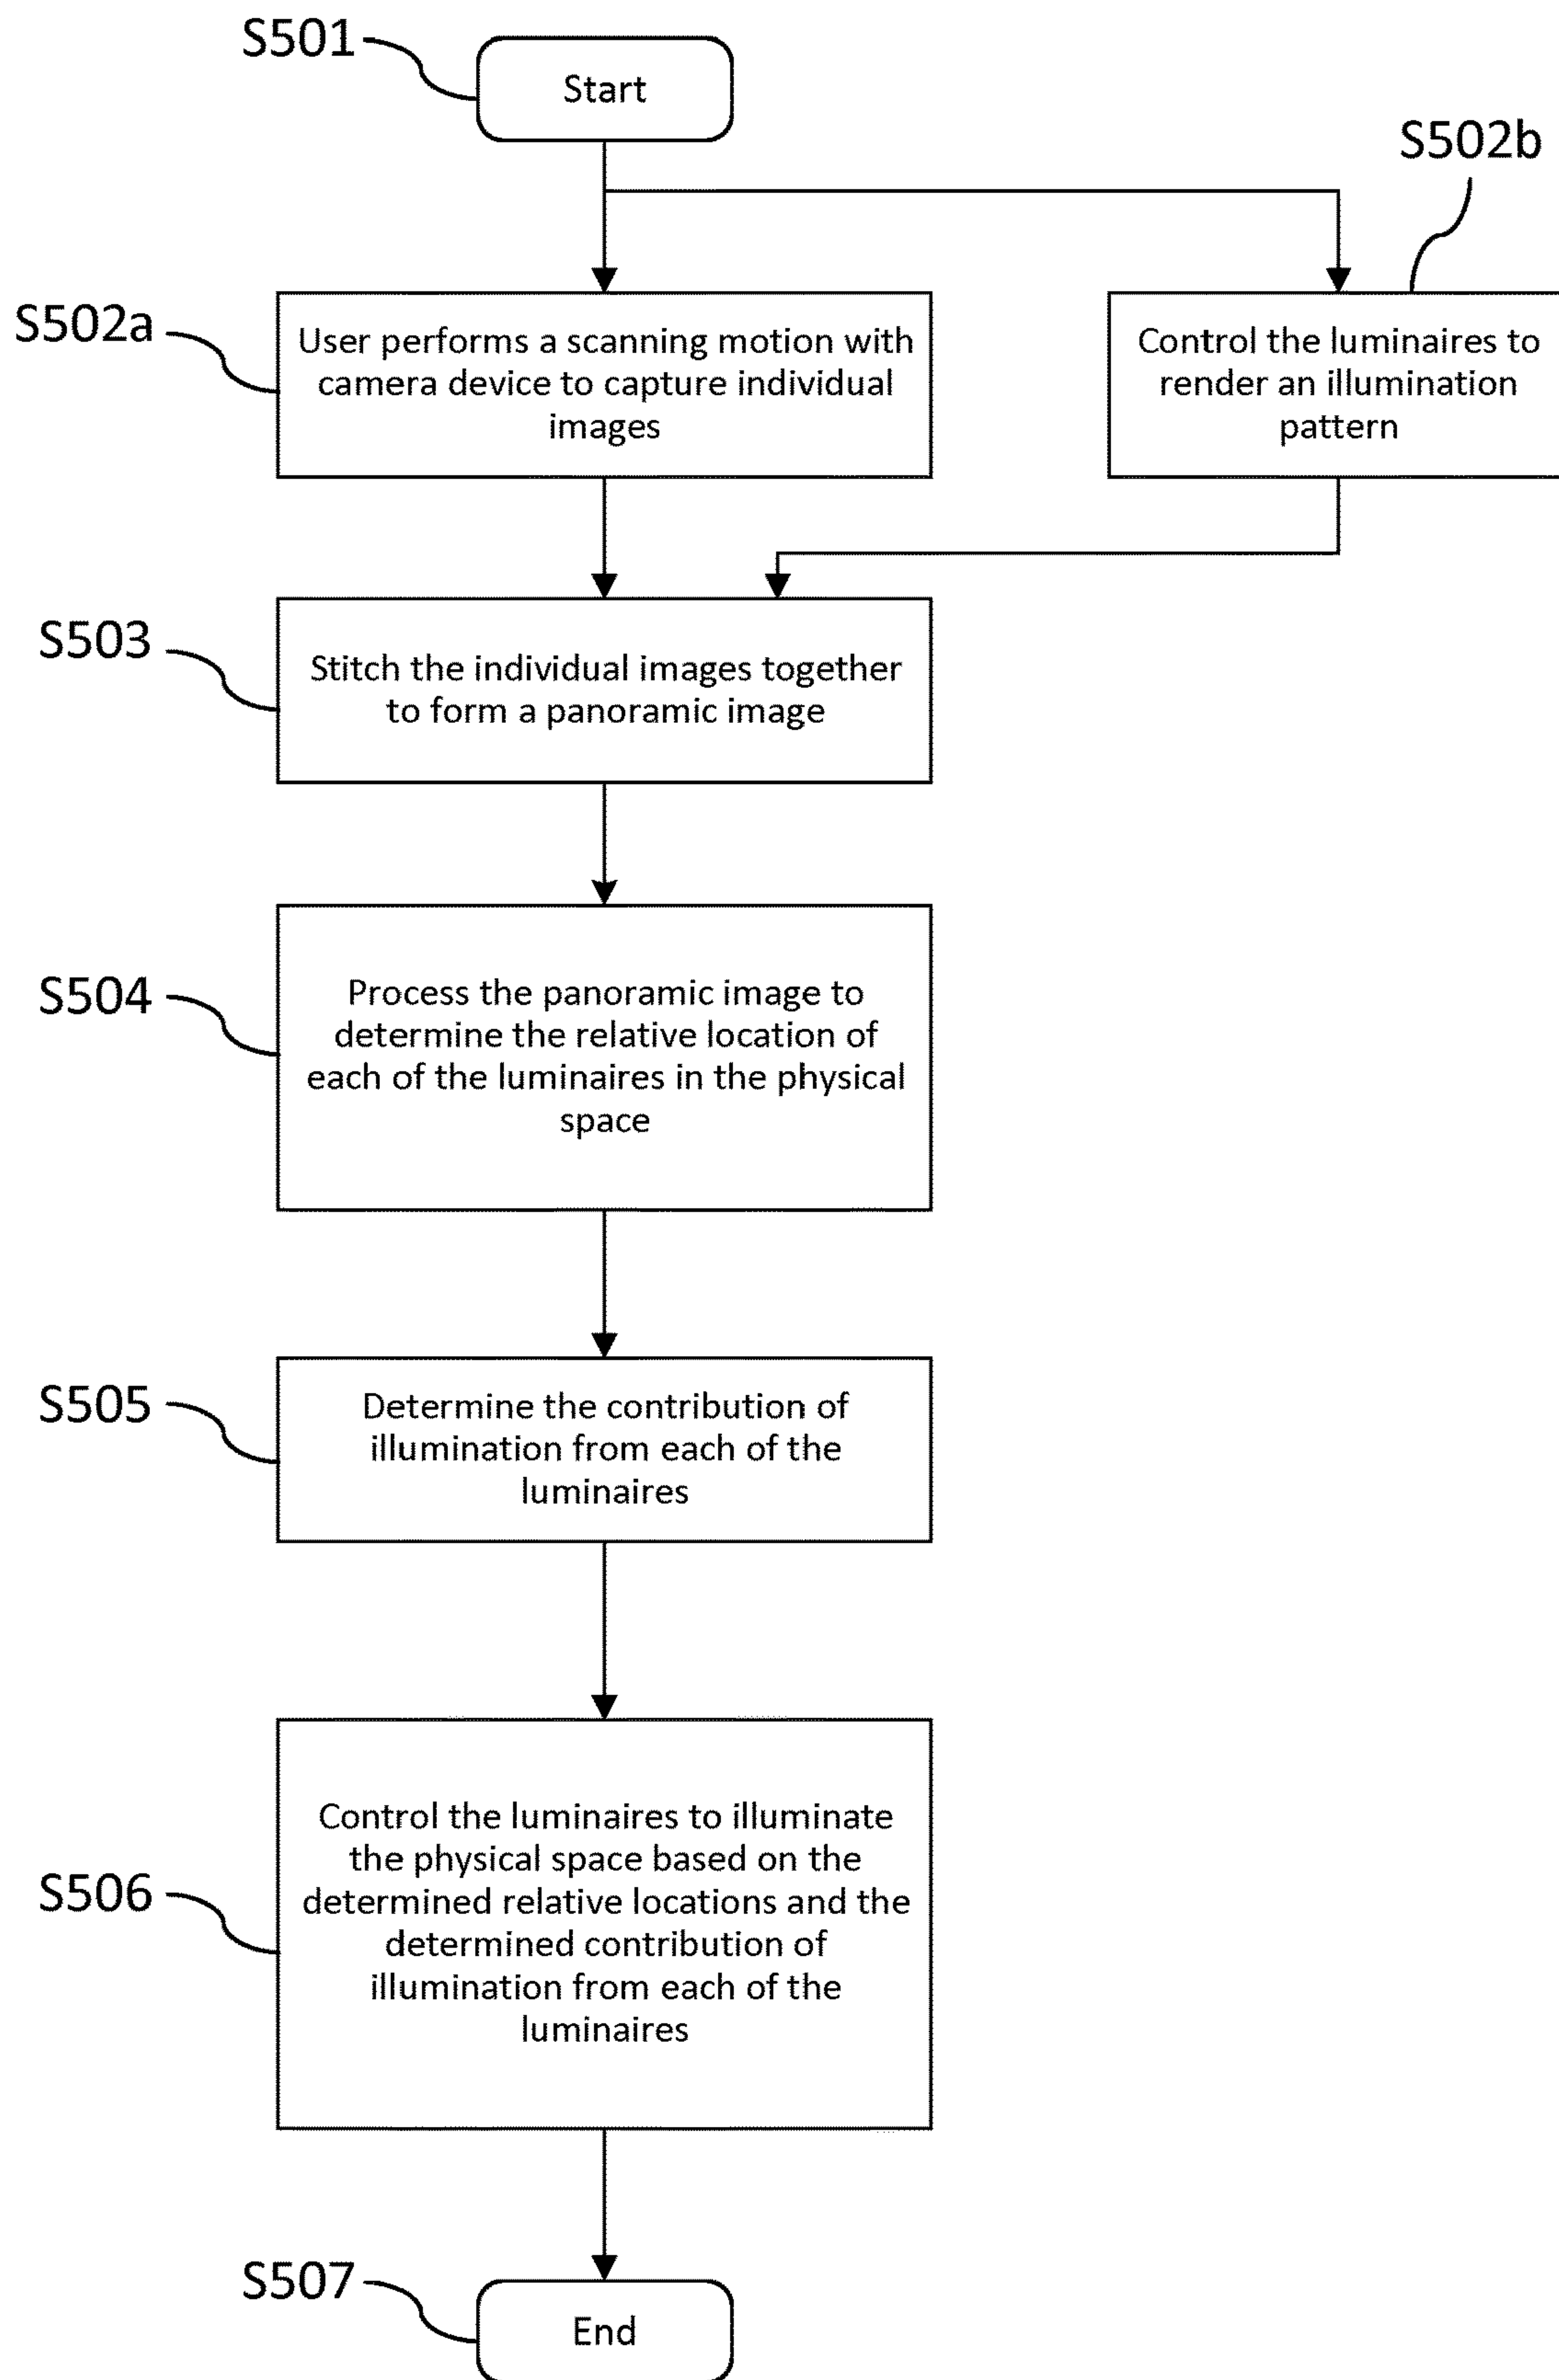 S501
Start
S502b
S502a
User performs a scanning motion with
camera device to capture individual
images
Control the luminaires to
render an illumination
pattern
S503
Stitch the individual images together
to form a panoramic image
S504
Process the panoramic image to
determine the relative location of
each of the luminaires in the physical
space
S505
Determine the contribution of
illumination from each of the
luminaires
S506
Control the luminaires to illuminate
the physical space based on the
determined relative locations and the
determined contribution of
illumination from each of the
luminaires
S507
End